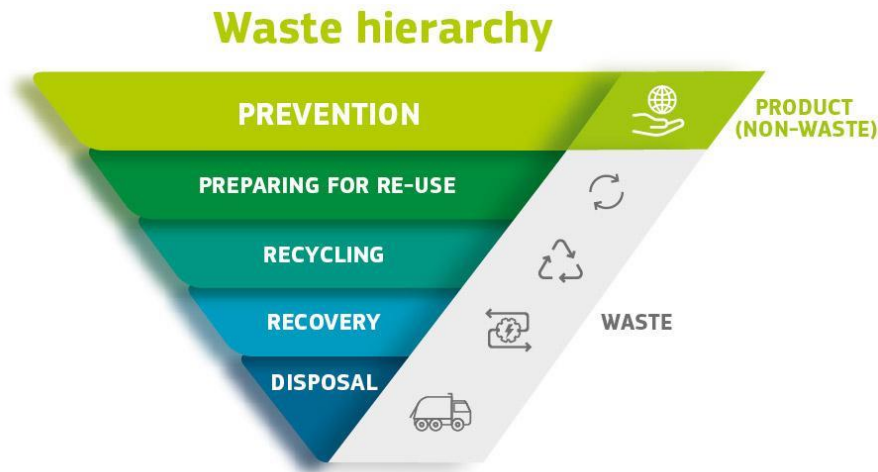 Waste hierarchy
PREVENTION
PRODUCT
(NON-WASTE)
PREPARING FOR RE-USE
RECYCLING
RECOVERY
WASTE
DISPOSAL